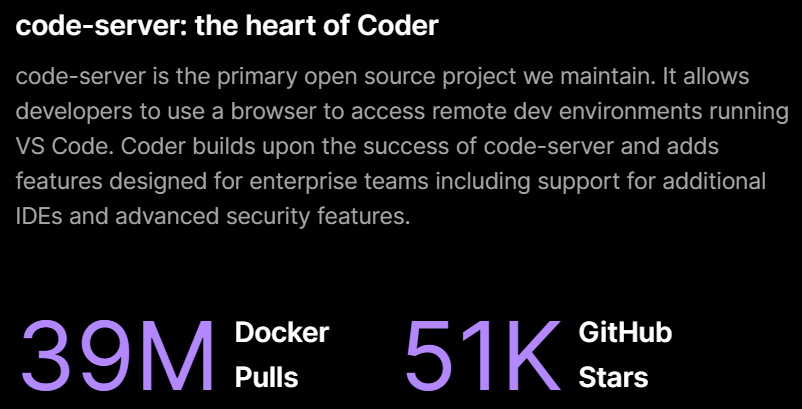 code-server: the heart of Coder
code-server is the primary open source project we maintain. It allows
developers to use a browser to access remote dev environments running
VS Code. Coder builds upon the success of code-server and adds
features designed for enterprise teams including support for additional
IDEs and advanced security features.
39M Docker Pulls
51K GitHub Stars